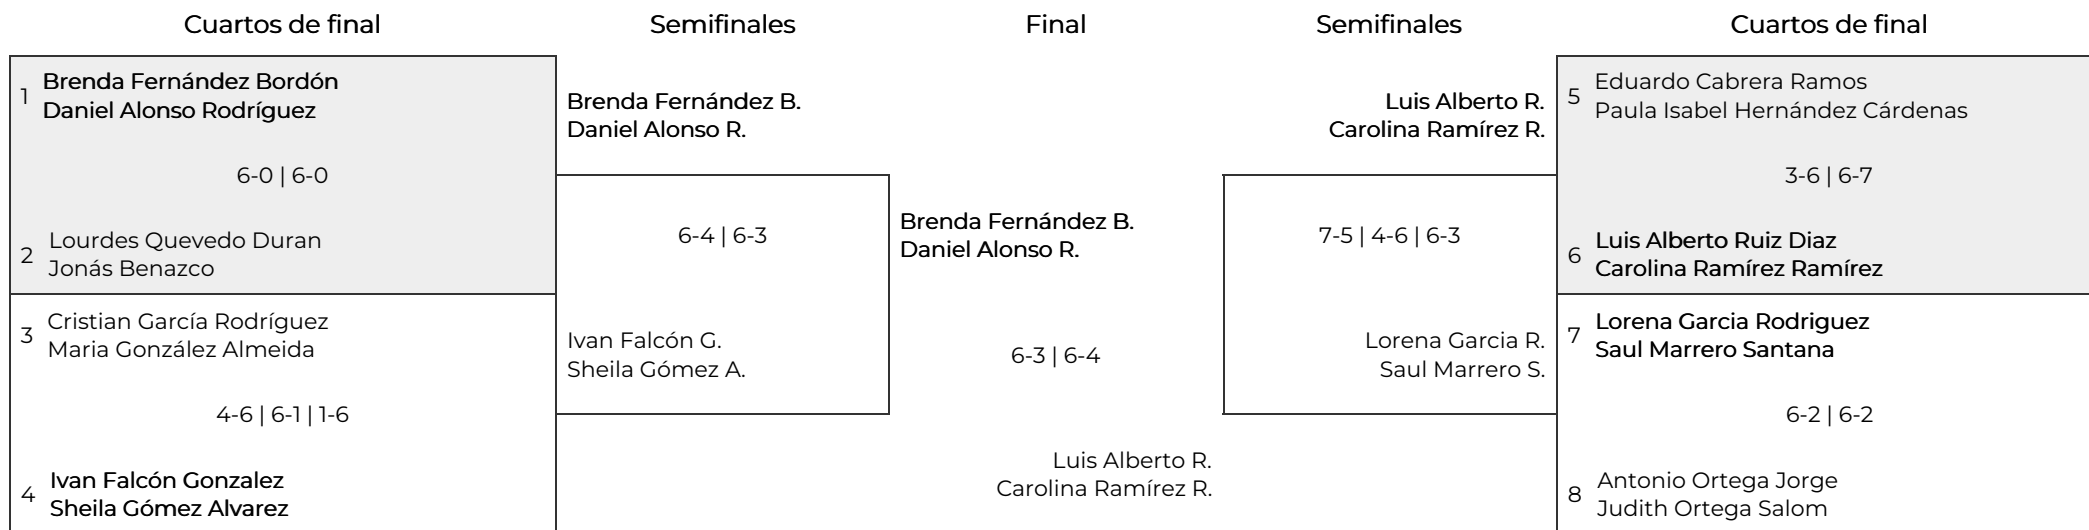 Cuartos de final
Semifinales
Final
Semifinales
Cuartos de final
1
Brenda Fernández Bordón
Daniel Alonso Rodríguez
6-0 | 6-0
2
Lourdes Quevedo Duran
Jonás Benazco
3
Cristian García Rodríguez
Maria González Almeida
4-6 | 6-1 | 1-6
4
Ivan Falcón Gonzalez
Sheila Gómez Alvarez
Brenda Fernández B.
Daniel Alonso R.
6-4 | 6-3
Ivan Falcón G.
Sheila Gómez A.
Brenda Fernández B.
Daniel Alonso R.
6-3 | 6-4
Luis Alberto R.
Carolina Ramírez R.
Luis Alberto R.
Carolina Ramírez R.
7-5 | 4-6 | 6-3
Lorena Garcia R.
Saul Marrero S.
5
Eduardo Cabrera Ramos
Paula Isabel Hernández Cárdenas
3-6 | 6-7
6
Luis Alberto Ruiz Diaz
Carolina Ramírez Ramírez
7
Lorena Garcia Rodriguez
Saul Marrero Santana
6-2 | 6-2
8
Antonio Ortega Jorge
Judith Ortega Salom